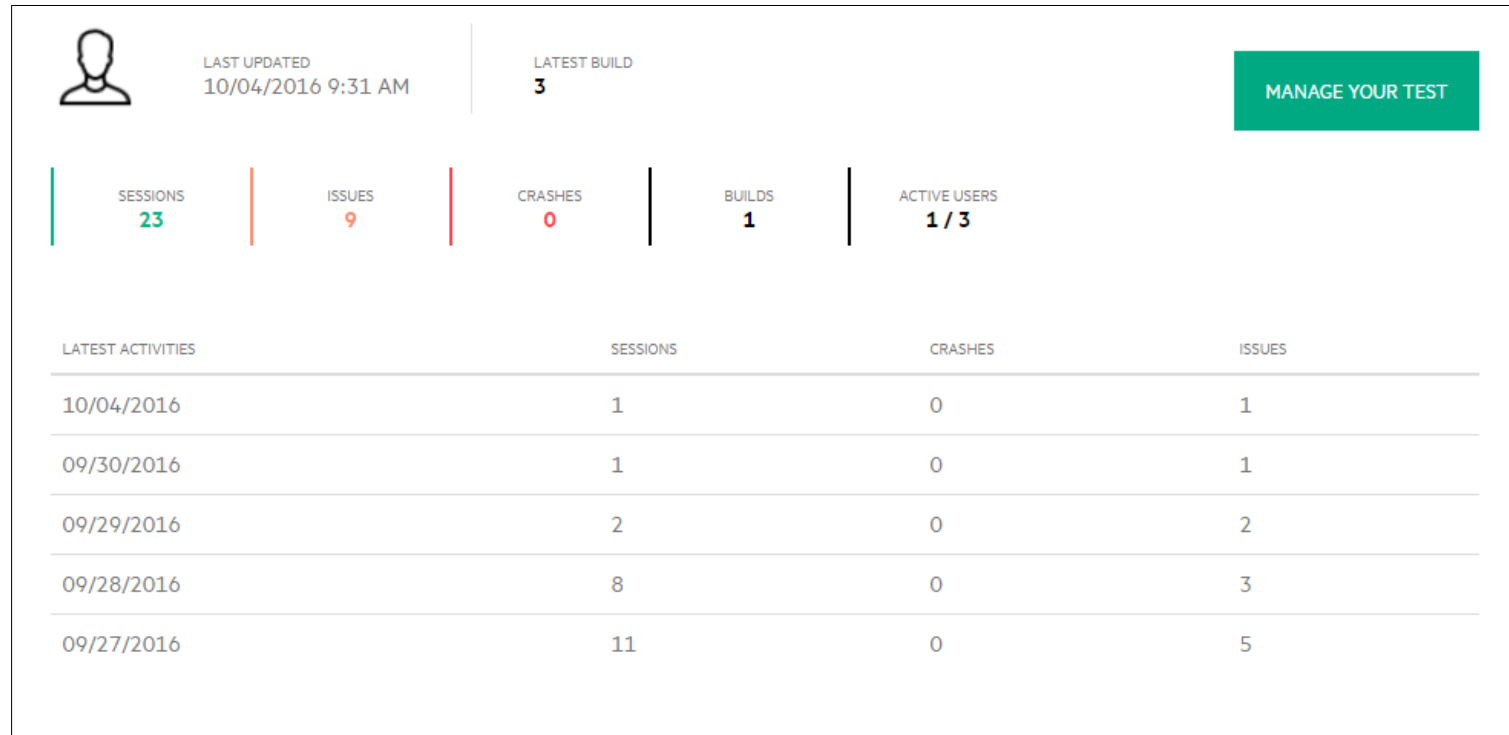 LAST UPDATED
10/04/2016 9:31 AM
LATEST BUILD
3
MANAGE YOUR TEST
SESSIONS
23
ISSUES
9
CRASHES
0
BUILDS
1
ACTIVE USERS
1 / 3
LATEST ACTIVITIES SESSIONS CRASHES ISSUES
10/04/2016 1 0 1
09/30/2016 1 0 1
09/29/2016 2 0 2
09/28/2016 8 0 3
09/27/2016 11 0 5